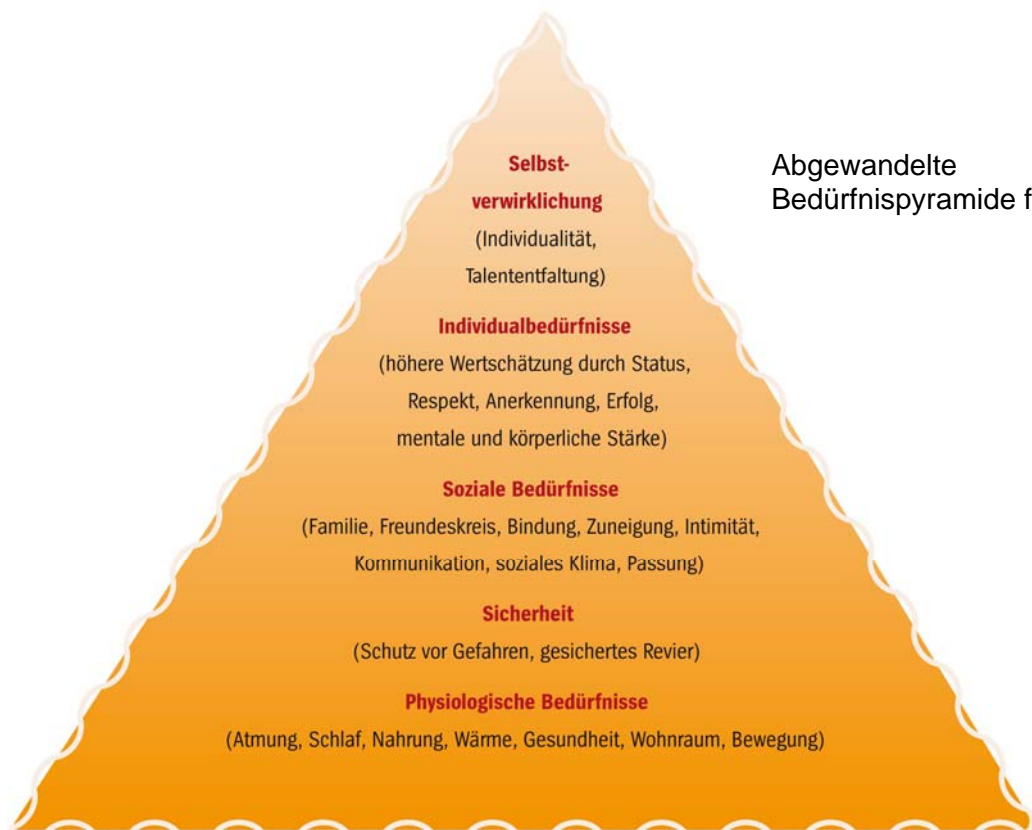 Selbst-
verwirklichung
(Individualität,
Talententfaltung)
Individualbedürfnisse
(höhere Wertschätzung durch Status,
Respekt, Anerkennung, Erfolg,
mentale und körperliche Stärke)
Soziale Bedürfnisse
(Familie, Freundeskreis, Bindung, Zuneigung, Intimität,
Kommunikation, soziales Klima, Passung)
Sicherheit
(Schutz vor Gefahren, gesichertes Revier)
Physiologische Bedürfnisse
(Atmung, Schlaf, Nahrung, Wärme, Gesundheit, Wohnraum, Bewegung)
Abgewandelte
Bedürfnispyramide f